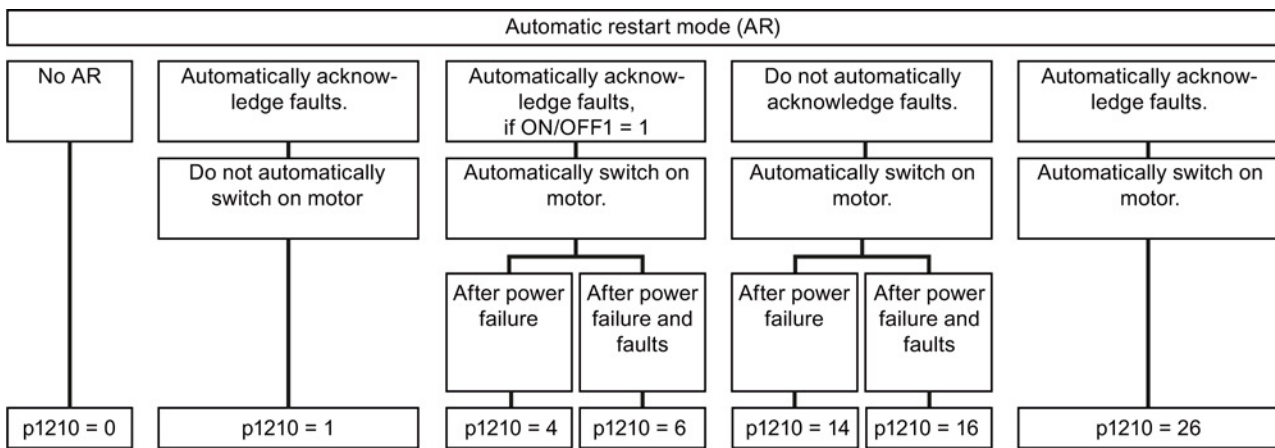 Automatic restart mode (AR)
No AR
Automatically acknow-
ledge faults.
Automatically acknow-
ledge faults,
if ON/OFF1 = 1
Do not automatically
acknowledge faults.
Automatically acknow-
ledge faults.
Do not automatically
switch on motor
Automatically switch on
motor.
Automatically switch on
motor.
Automatically switch on
motor.
After power
failure
After power
failure and
faults
After power
failure
After power
failure and
faults
p1210 = 0
p1210 = 1
p1210 = 4
p1210 = 6
p1210 = 14
p1210 = 16
p1210 = 26